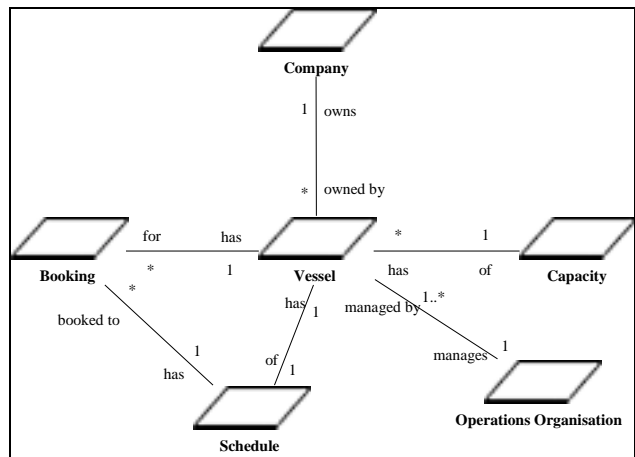 Company
1 owns
* owned by
for has
* 1
Booking
Vessel
* 1
has of
Capacity
*
booked to
1
has
has
1
of
1
Schedule
managed by
1..*
1
manages
Operations Organisation